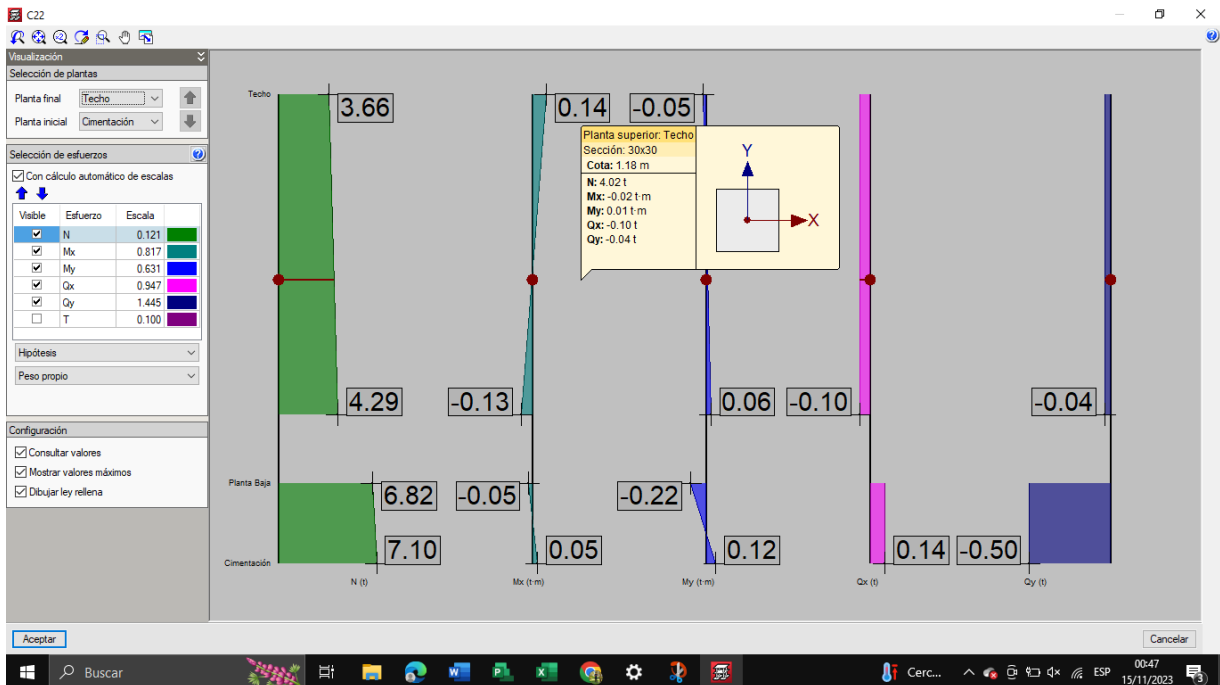 C22
Visualización
Selección de plantas
Planta final Techo
Planta inicial Cimentación
Selección de esfuerzos
Con cálculo automático de escalas
Visible Esfuerzo Escala
N 0.121
Mx 0.817
My 0.631
Qx 0.947
Qy 1.445
T 0.100
Hipótesis
Peso propio
Configuración
Consultar valores
Mostrar valores máximos
Dibujar ley rellena
Techo
3.66
0.14
-0.05
Planta superior: Techo
Sección: 30x30
Cota: 1.18 m
N: 4.02 t
Mx: -0.02 t·m
My: 0.01 t·m
Qx: -0.10 t
Qy: -0.04 t
Y
X
4.29
-0.13
0.06
-0.10
-0.04
Planta Baja
6.82
-0.05
-0.22
7.10
0.05
0.12
0.14
-0.50
Cimentación
N (t)
Mx (t·m)
My (t·m)
Qx (t)
Qy (t)
Aceptar
Cancelar
Buscar
Cerc...
ESP
00:47
15/11/2023
3